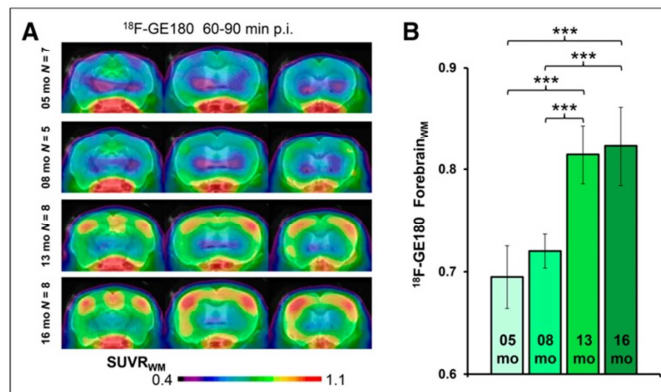 A
¹⁸F-GE180 60-90 min p.i.
05 mo N = 7
08 mo N = 5
13 mo N = 8
16 mo N = 8
SUVR_WM
0.4 1.1
B
***
***
***
***
¹⁸F-GE180 Forebrain_WM
0.9
0.8
0.7
0.6
05 08 13 16
mo mo mo mo